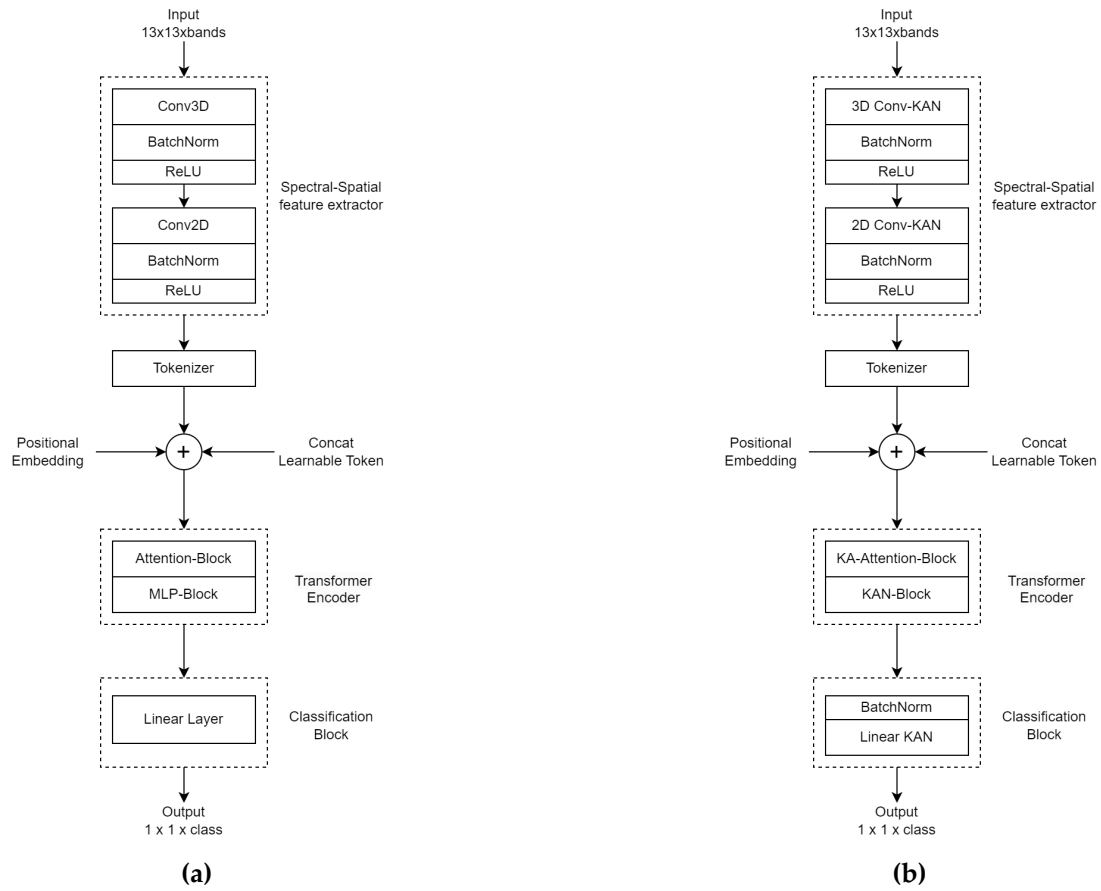 Input
13x13xbands
Conv3D
BatchNorm
ReLU
Conv2D
BatchNorm
ReLU
Spectral-Spatial
feature extractor
Tokenizer
Positional
Embedding
+
Concat
Learnable Token
Attention-Block
MLP-Block
Transformer
Encoder
Linear Layer
Classification
Block
Output
1 x 1 x class
(a)
Input
13x13xbands
3D Conv-KAN
BatchNorm
ReLU
2D Conv-KAN
BatchNorm
ReLU
Spectral-Spatial
feature extractor
Tokenizer
Positional
Embedding
+
Concat
Learnable Token
KA-Attention-Block
KAN-Block
Transformer
Encoder
BatchNorm
Linear KAN
Classification
Block
Output
1 x 1 x class
(b)